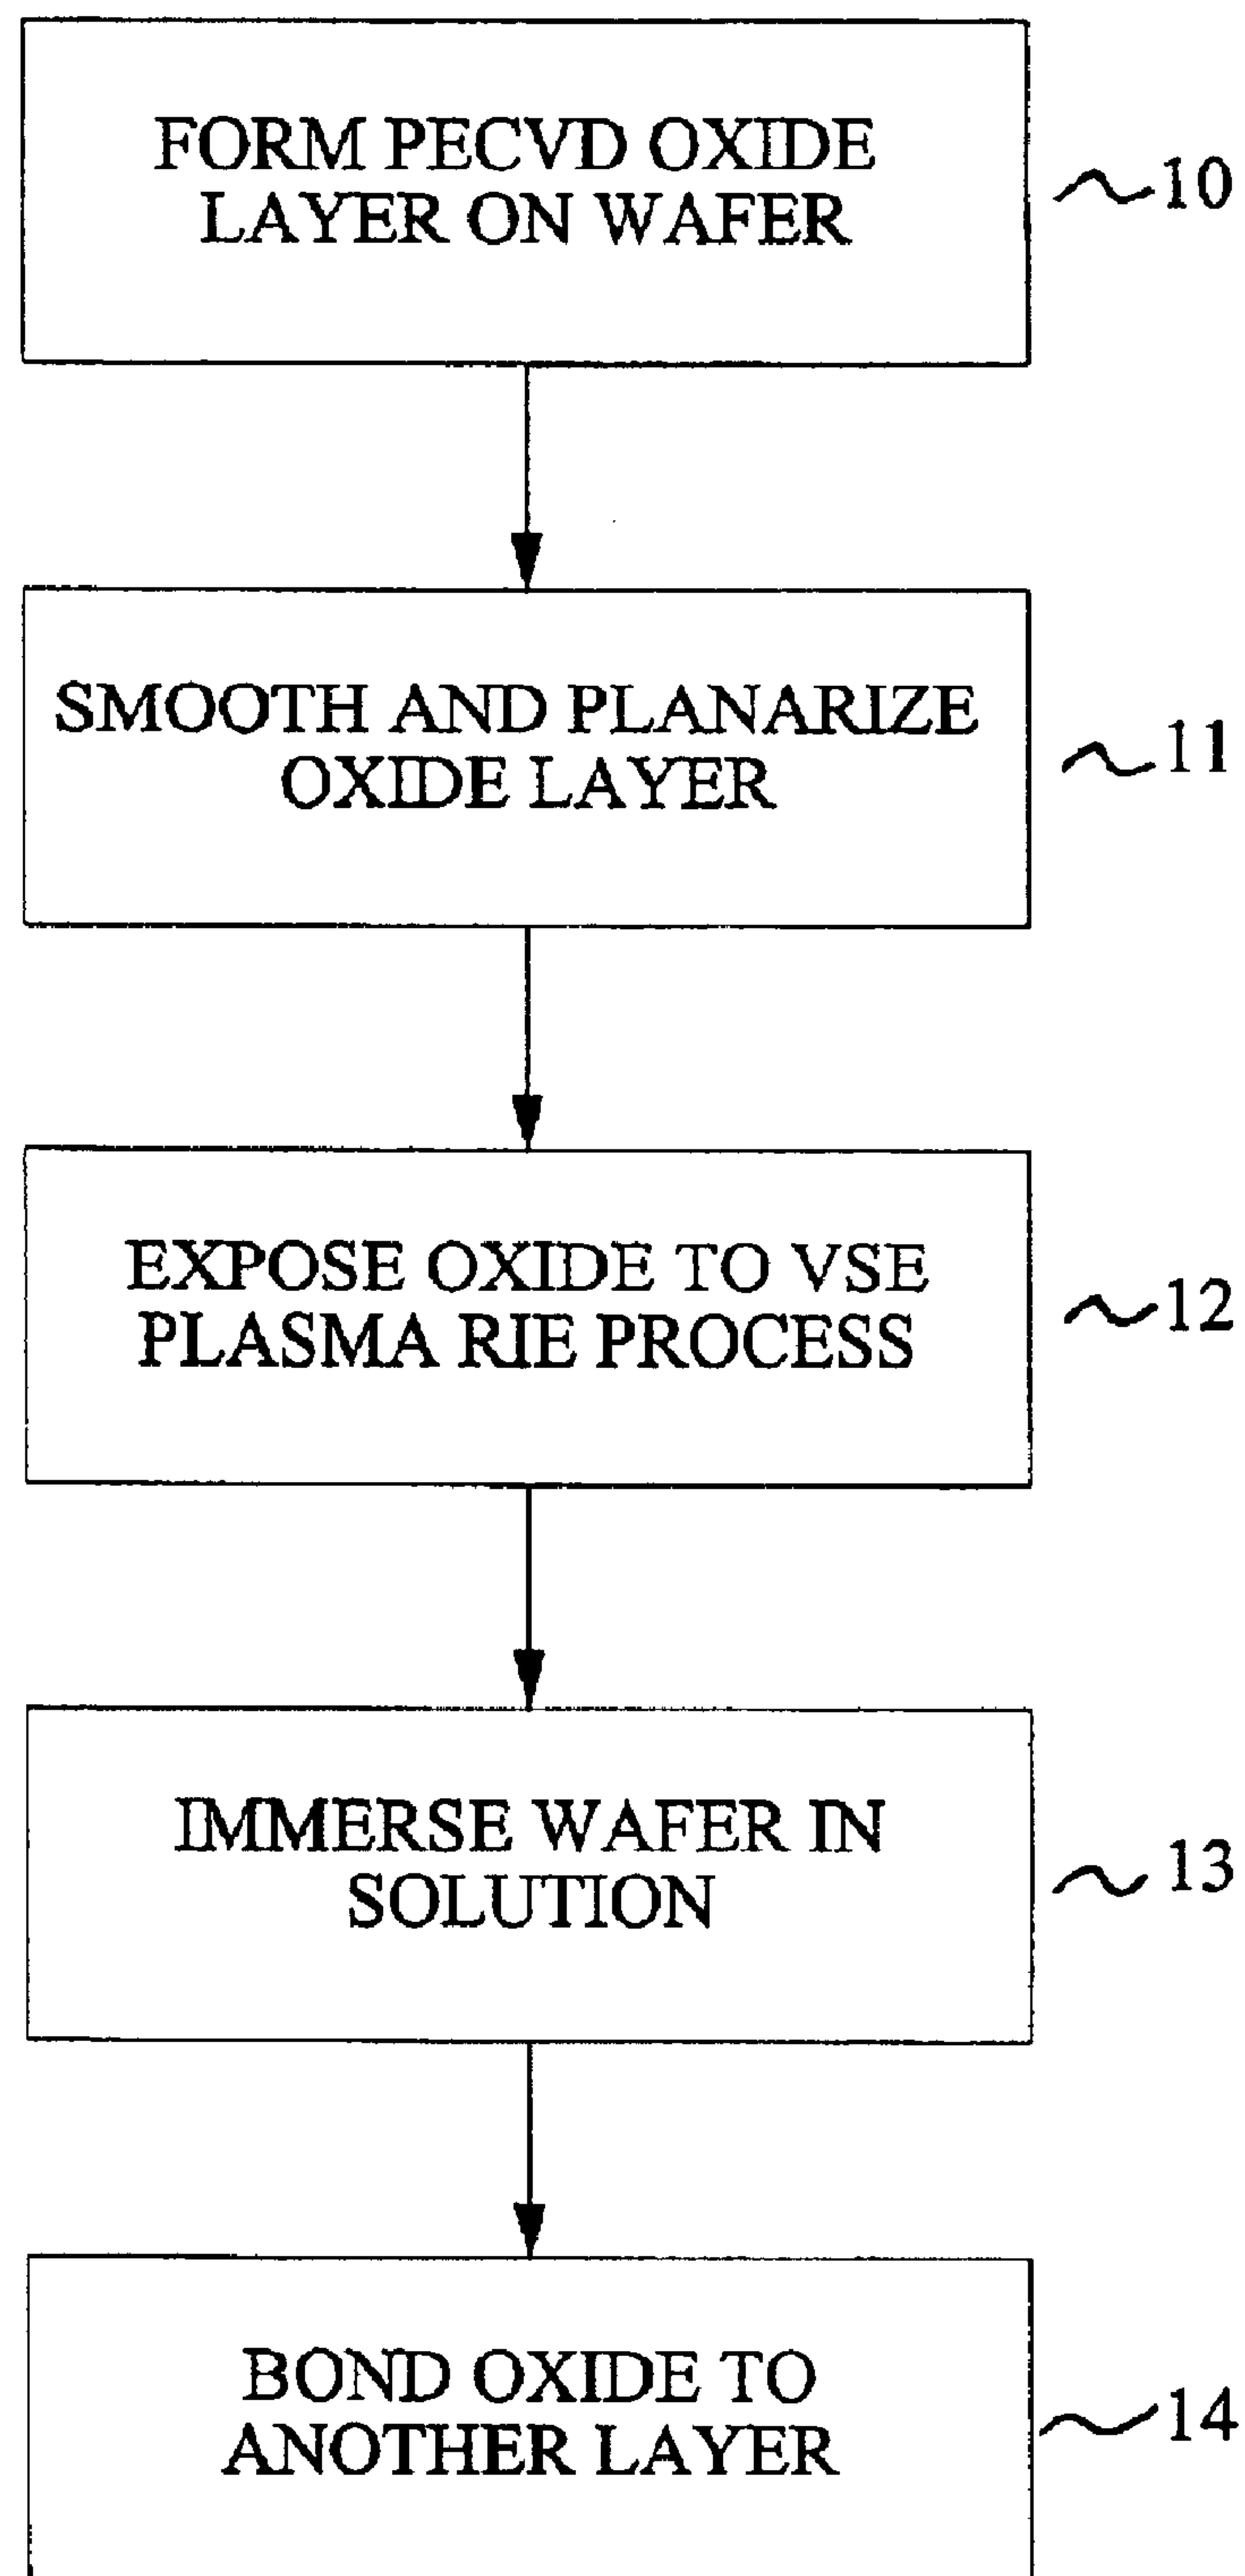 FORM PECVD OXIDE
LAYER ON WAFER
10
SMOOTH AND PLANARIZE
OXIDE LAYER
11
EXPOSE OXIDE TO VSE
PLASMA RIE PROCESS
12
IMMERSE WAFER IN
SOLUTION
13
BOND OXIDE TO
ANOTHER LAYER
14